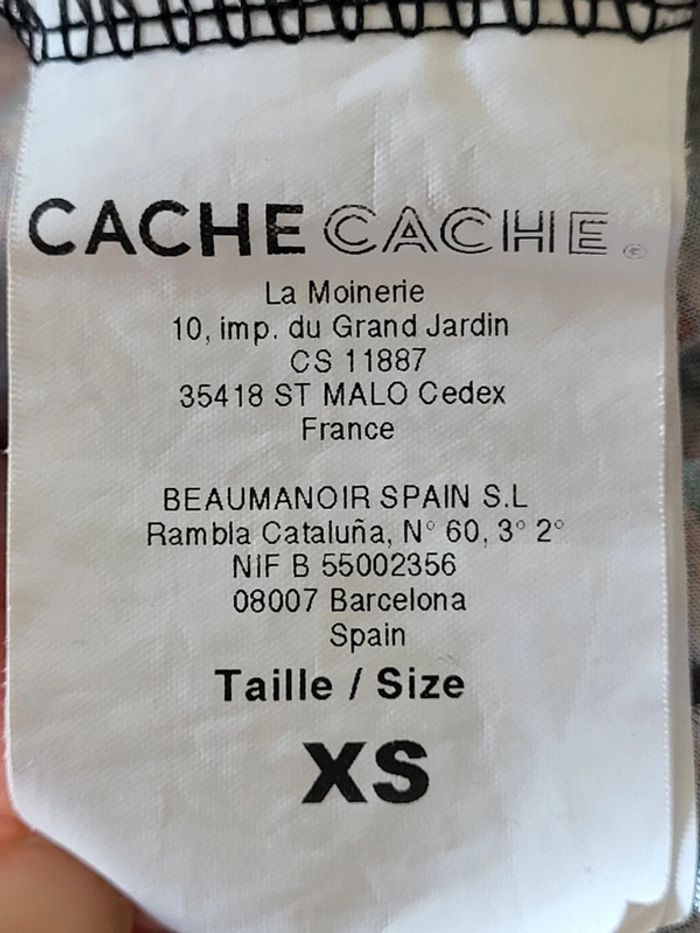 CACHE CACHE
La Moinerie
10, imp. du Grand Jardin
CS 11887
35418 ST MALO Cedex
France
BEAUMANOIR SPAIN S.L
Rambla Cataluña, N° 60, 3° 2°
NIF B 55002356
08007 Barcelona
Spain
Taille / Size
XS